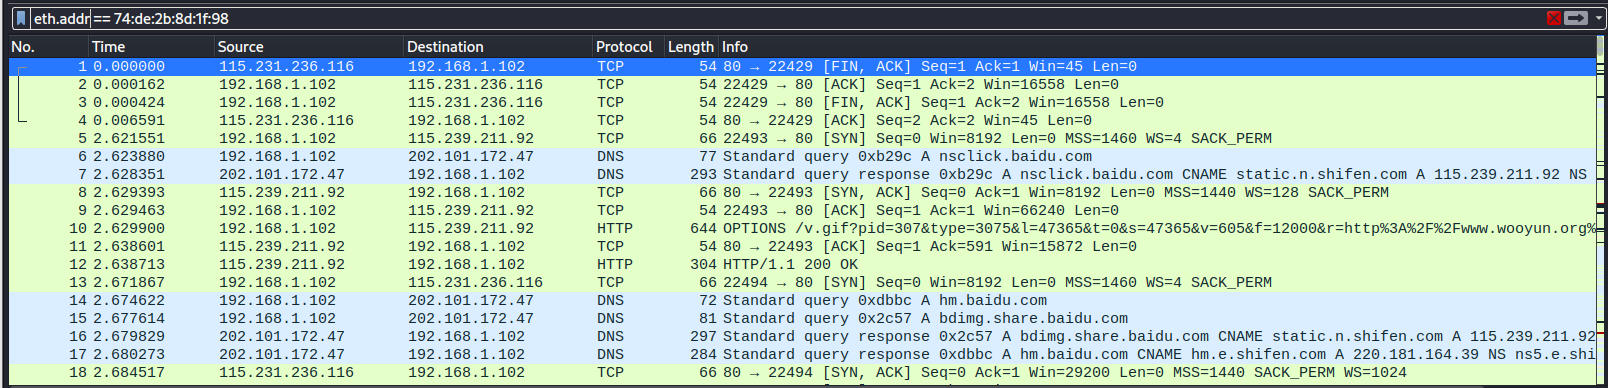 eth.addr == 74:de:2b:8d:1f:98
No. Time Source Destination Protocol Length Info
1 0.000000 115.231.236.116 192.168.1.102 TCP 54 80 → 22429 [FIN, ACK] Seq=1 Ack=1 Win=45 Len=0
2 0.000162 192.168.1.102 115.231.236.116 TCP 54 22429 → 80 [ACK] Seq=1 Ack=2 Win=16558 Len=0
3 0.000424 192.168.1.102 115.231.236.116 TCP 54 22429 → 80 [FIN, ACK] Seq=1 Ack=2 Win=16558 Len=0
4 0.006591 115.231.236.116 192.168.1.102 TCP 54 80 → 22429 [ACK] Seq=2 Ack=2 Win=45 Len=0
5 2.621551 192.168.1.102 115.239.211.92 TCP 66 22493 → 80 [SYN] Seq=0 Win=8192 Len=0 MSS=1460 WS=4 SACK_PERM
6 2.623880 192.168.1.102 202.101.172.47 DNS 77 Standard query 0xb29c A nsclick.baidu.com
7 2.628351 202.101.172.47 192.168.1.102 DNS 293 Standard query response 0xb29c A nsclick.baidu.com CNAME static.n.shifen.com A 115.239.211.92 NS
8 2.629393 115.239.211.92 192.168.1.102 TCP 66 80 → 22493 [SYN, ACK] Seq=0 Ack=1 Win=8192 Len=0 MSS=1440 WS=128 SACK_PERM
9 2.629463 192.168.1.102 115.239.211.92 TCP 54 22493 → 80 [ACK] Seq=1 Ack=1 Win=66240 Len=0
10 2.629900 192.168.1.102 115.239.211.92 HTTP 644 OPTIONS /v.gif?pid=307&type=3075&l=47365&t=0&s=47365&v=605&f=12000&r=http%3A%2F%2Fwww.wooyun.org%
11 2.638601 115.239.211.92 192.168.1.102 TCP 54 80 → 22493 [ACK] Seq=1 Ack=591 Win=15872 Len=0
12 2.638713 115.239.211.92 192.168.1.102 HTTP 304 HTTP/1.1 200 OK
13 2.671867 192.168.1.102 115.231.236.116 TCP 66 22494 → 80 [SYN] Seq=0 Win=8192 Len=0 MSS=1460 WS=4 SACK_PERM
14 2.674622 192.168.1.102 202.101.172.47 DNS 72 Standard query 0xdbbc A hm.baidu.com
15 2.677614 192.168.1.102 202.101.172.47 DNS 81 Standard query 0x2c57 A bdimg.share.baidu.com
16 2.679829 202.101.172.47 192.168.1.102 DNS 297 Standard query response 0x2c57 A bdimg.share.baidu.com CNAME static.n.shifen.com A 115.239.211.92
17 2.680273 202.101.172.47 192.168.1.102 DNS 284 Standard query response 0xdbbc A hm.baidu.com CNAME hm.e.shifen.com A 220.181.164.39 NS ns5.e.shi
18 2.684517 115.231.236.116 192.168.1.102 TCP 66 80 → 22494 [SYN, ACK] Seq=0 Ack=1 Win=29200 Len=0 MSS=1440 SACK_PERM WS=1024